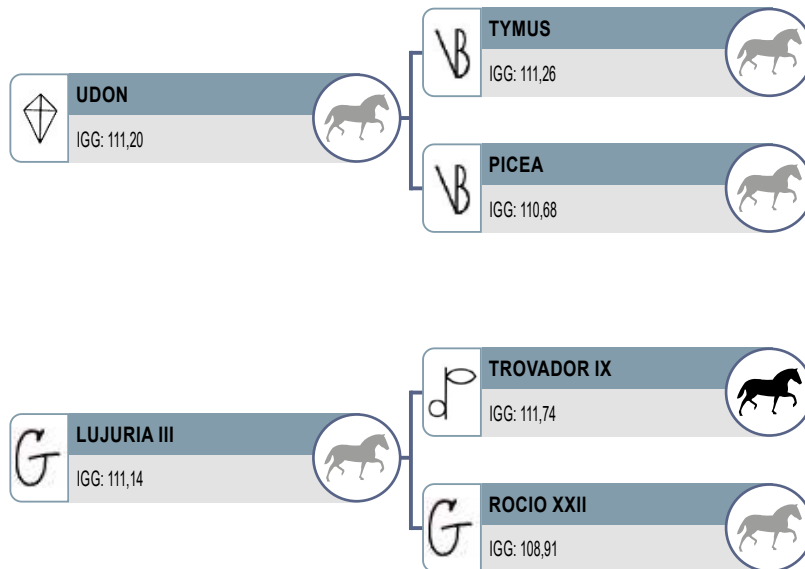 TYMUS
IGG: 111,26
UDON
IGG: 111,20
PICEA
IGG: 110,68
TROVADOR IX
IGG: 111,74
LUJURIA III
IGG: 111,14
ROCIO XXII
IGG: 108,91